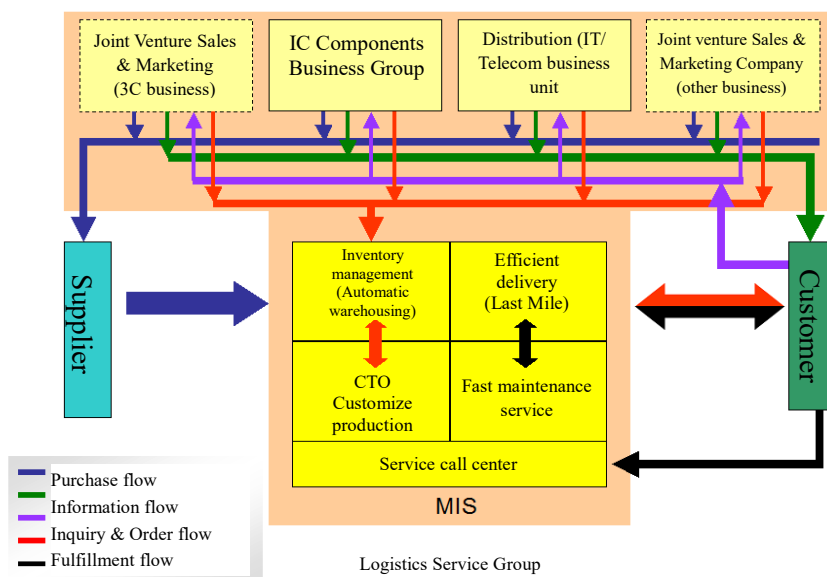 Joint Venture Sales
& Marketing
(3C business)
IC Components
Business Group
Distribution (IT/
Telecom business
unit
Joint venture Sales &
Marketing Company
(other business)
Supplier
Inventory
management
(Automatic
warehousing)
Efficient
delivery
(Last Mile)
Customer
CTO
Customize
production
Fast maintenance
service
Service call center
MIS
Purchase flow
Information flow
Inquiry & Order flow
Fulfillment flow
Logistics Service Group